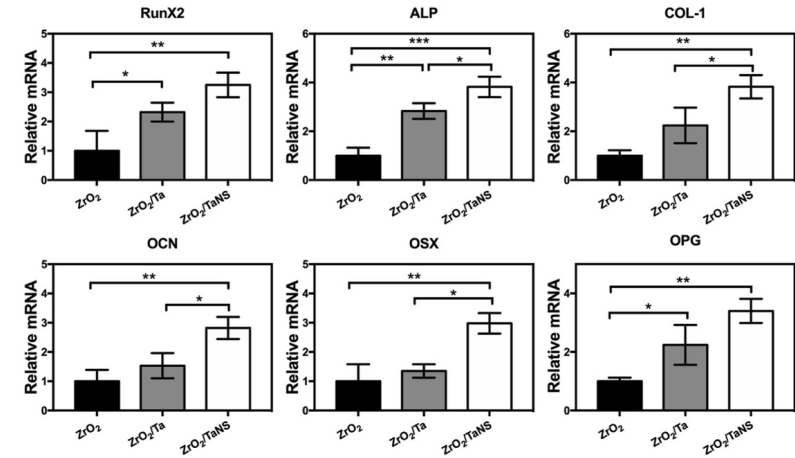 RunX2
Relative mRNA
5
4
3
2
1
0
**
*
ZrO₂
ZrO₂/Ta
ZrO₂/TaNS
ALP
Relative mRNA
5
4
3
2
1
0
***
**
*
ZrO₂
ZrO₂/Ta
ZrO₂/TaNS
COL-1
Relative mRNA
6
4
2
0
**
*
ZrO₂
ZrO₂/Ta
ZrO₂/TaNS
OCN
Relative mRNA
5
4
3
2
1
0
**
*
ZrO₂
ZrO₂/Ta
ZrO₂/TaNS
OSX
Relative mRNA
5
4
3
2
1
0
**
*
ZrO₂
ZrO₂/Ta
ZrO₂/TaNS
OPG
Relative mRNA
4
2
0
**
*
ZrO₂
ZrO₂/Ta
ZrO₂/TaNS